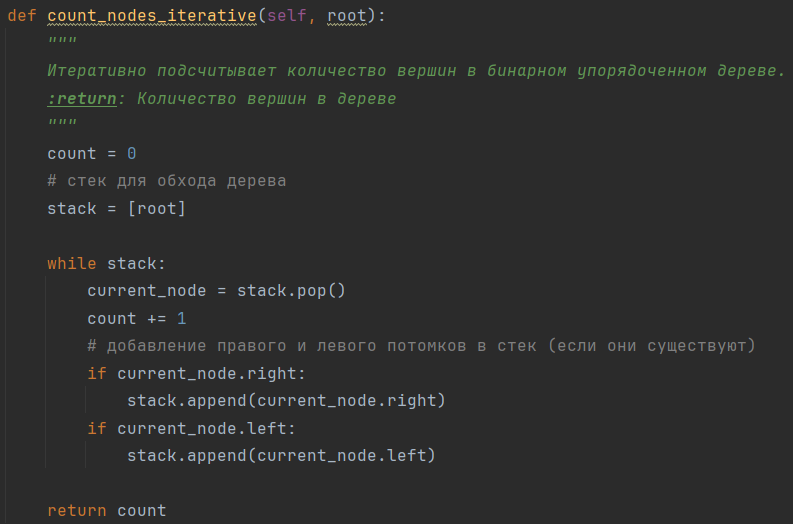 def count_nodes_iterative(self, root):
"""
Итеративно подсчитывает количество вершин в бинарном упорядоченном дереве.
:return: Количество вершин в дереве
"""
count = 0
# стек для обхода дерева
stack = [root]
while stack:
current_node = stack.pop()
count += 1
# добавление правого и левого потомков в стек (если они существуют)
if current_node.right:
stack.append(current_node.right)
if current_node.left:
stack.append(current_node.left)
return count